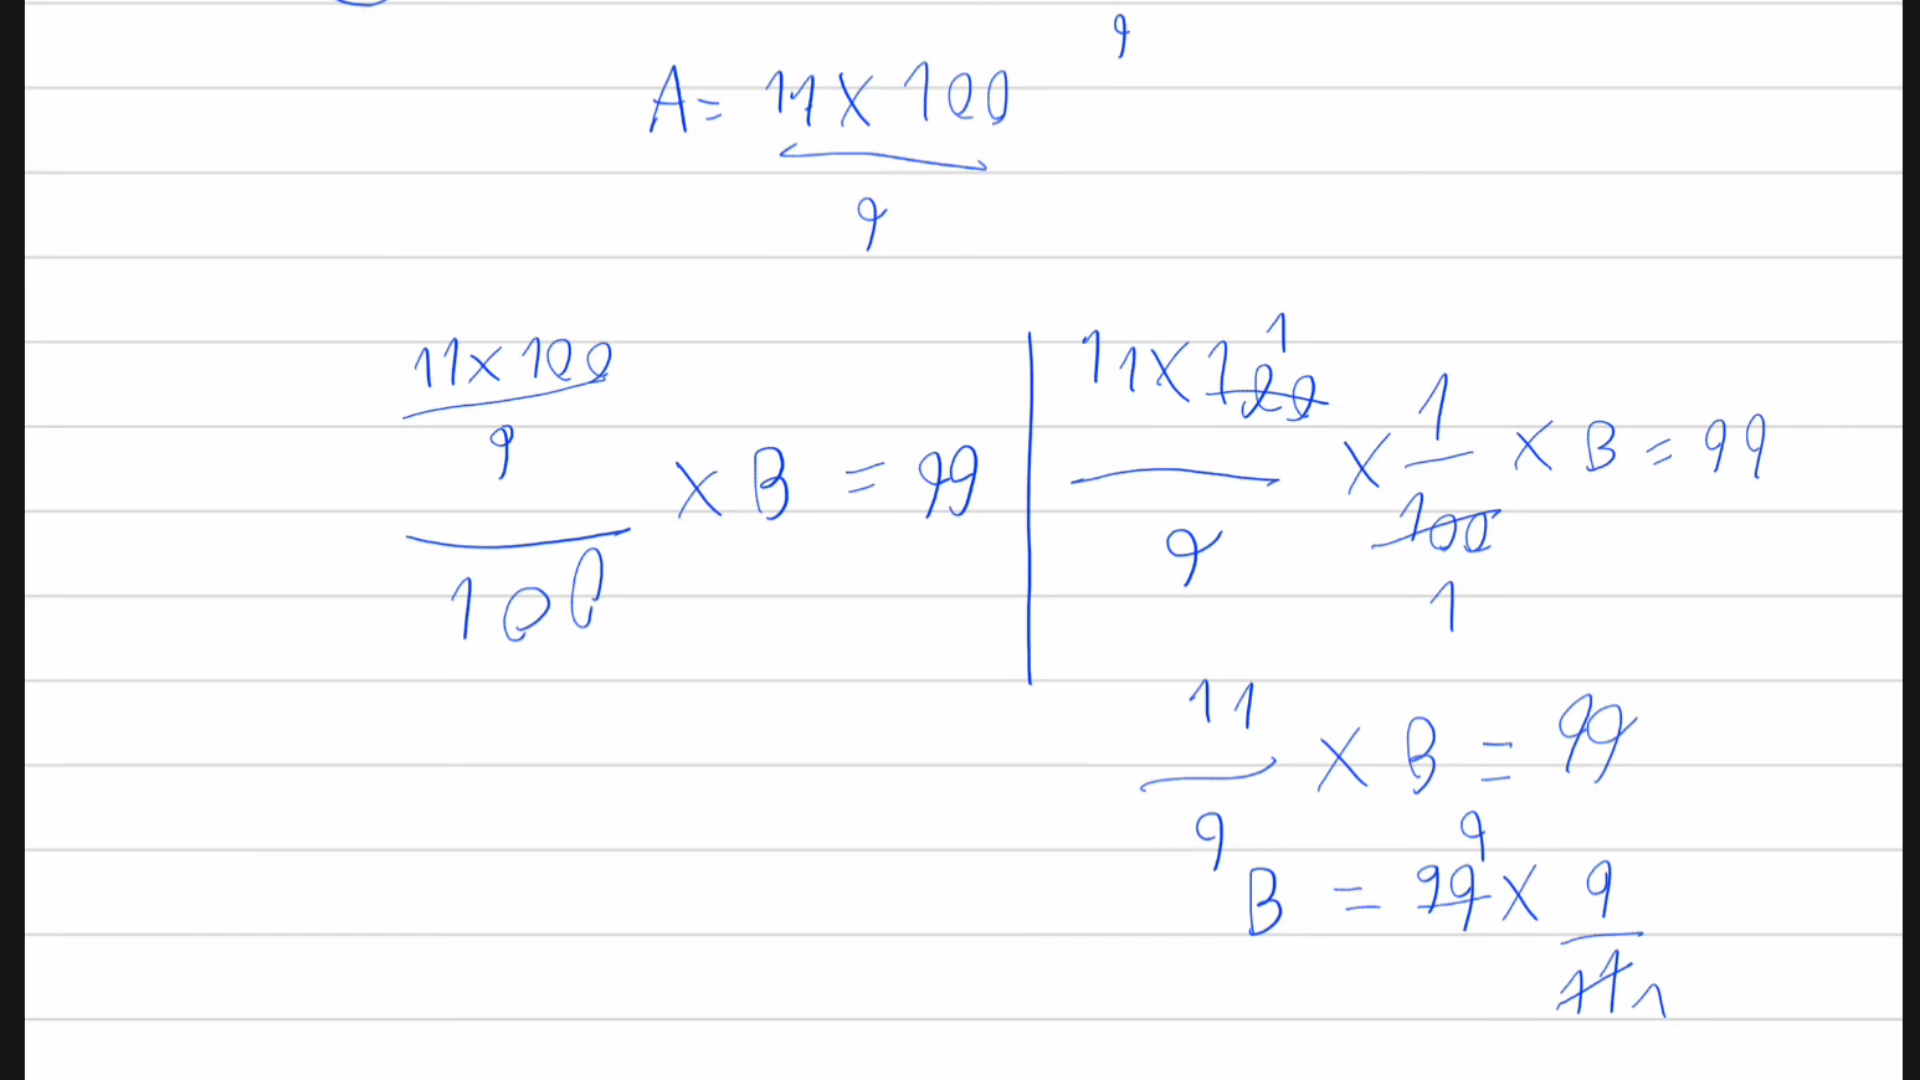 9
A = 11 x 100
9
11 x 100
9
x B = 99
100
1
11 x 100
1
x x B = 99
9
100
1
11
x B = 99
9
9
B = 99 x 9
11 1